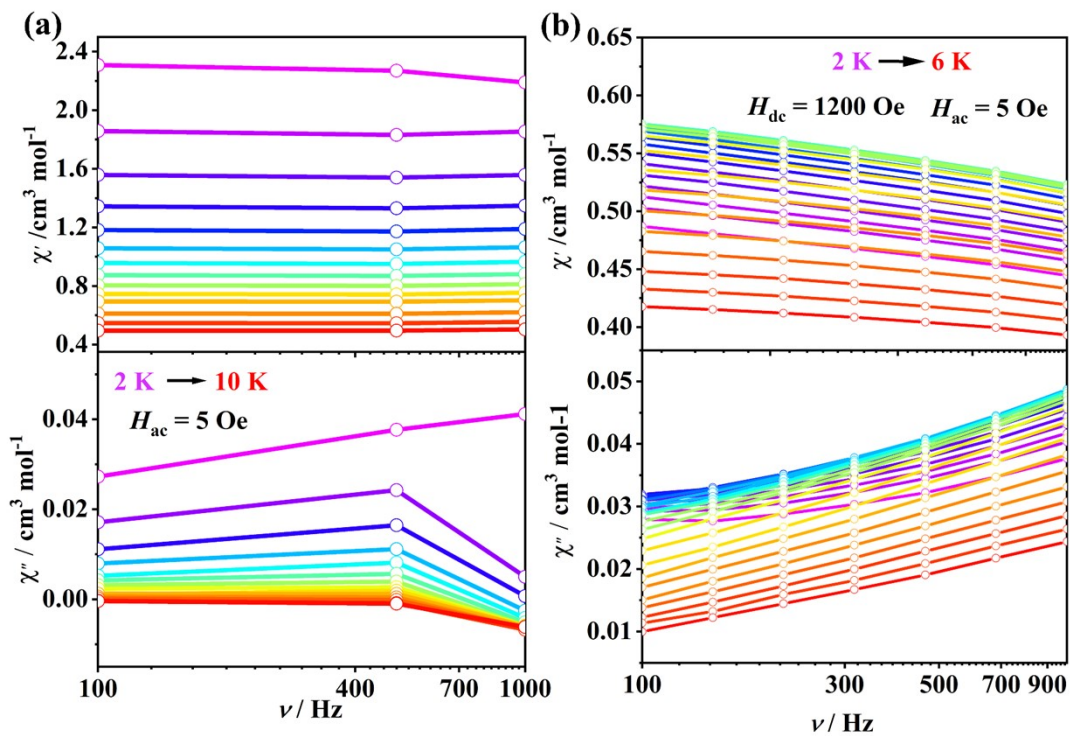 (a)
2.4
2.0
1.6
1.2
0.8
0.4
χ′ /cm³ mol⁻¹
2 K → 10 K
H_ac = 5 Oe
0.04
0.02
0.00
χ″ / cm³ mol⁻¹
100 400 700 1000
ν / Hz
(b)
0.65
0.60
0.55
0.50
0.45
0.40
χ′ /cm³ mol⁻¹
2 K → 6 K
H_dc = 1200 Oe H_ac = 5 Oe
0.05
0.04
0.03
0.02
0.01
χ″ / cm³ mol-1
100 300 500 700 900
ν / Hz